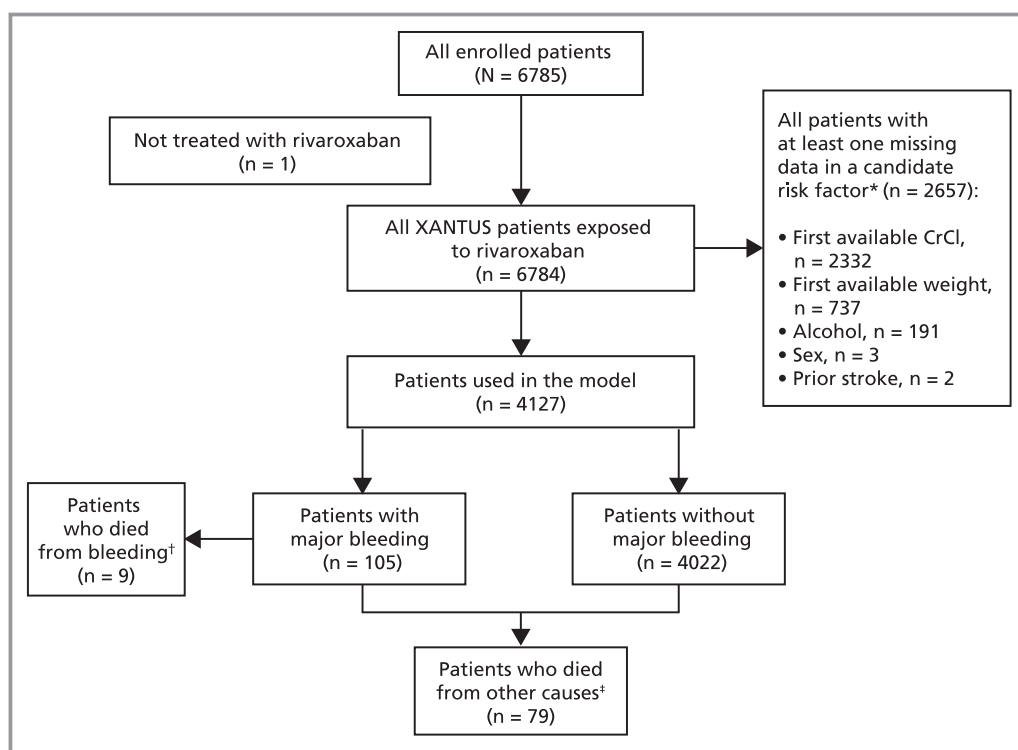 All enrolled patients
(N = 6785)
Not treated with rivaroxaban
(n = 1)
All patients with
at least one missing
data in a candidate
risk factor* (n = 2657):
• First available CrCl,
n = 2332
• First available weight,
n = 737
• Alcohol, n = 191
• Sex, n = 3
• Prior stroke, n = 2
All XANTUS patients exposed
to rivaroxaban
(n = 6784)
Patients used in the model
(n = 4127)
Patients
who died
from bleeding†
(n = 9)
Patients with
major bleeding
(n = 105)
Patients without
major bleeding
(n = 4022)
Patients who died
from other causes‡
(n = 79)